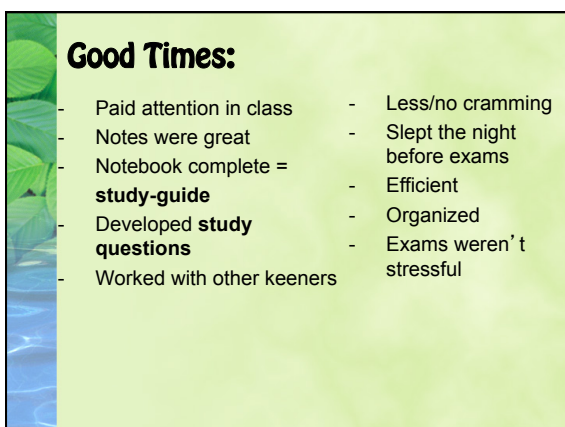 Good Times:
- Paid attention in class
- Notes were great
- Notebook complete =
study-guide
- Developed study
questions
- Worked with other keeners
- Less/no cramming
- Slept the night
before exams
- Efficient
- Organized
- Exams weren’t
stressful